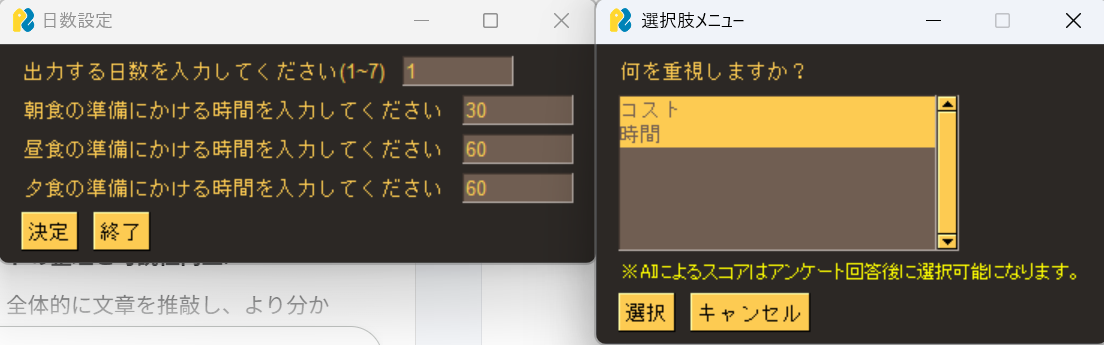 日数設定
出力する日数を入力してください(1~7) 1
朝食の準備にかける時間を入力してください 30
昼食の準備にかける時間を入力してください 60
夕食の準備にかける時間を入力してください 60
決定 終了
全体的に文章を推敲し、より分か
選択肢メニュー
何を重視しますか？
コスト
時間
※AIによるスコアはアンケート回答後に選択可能になります。
選択 キャンセル